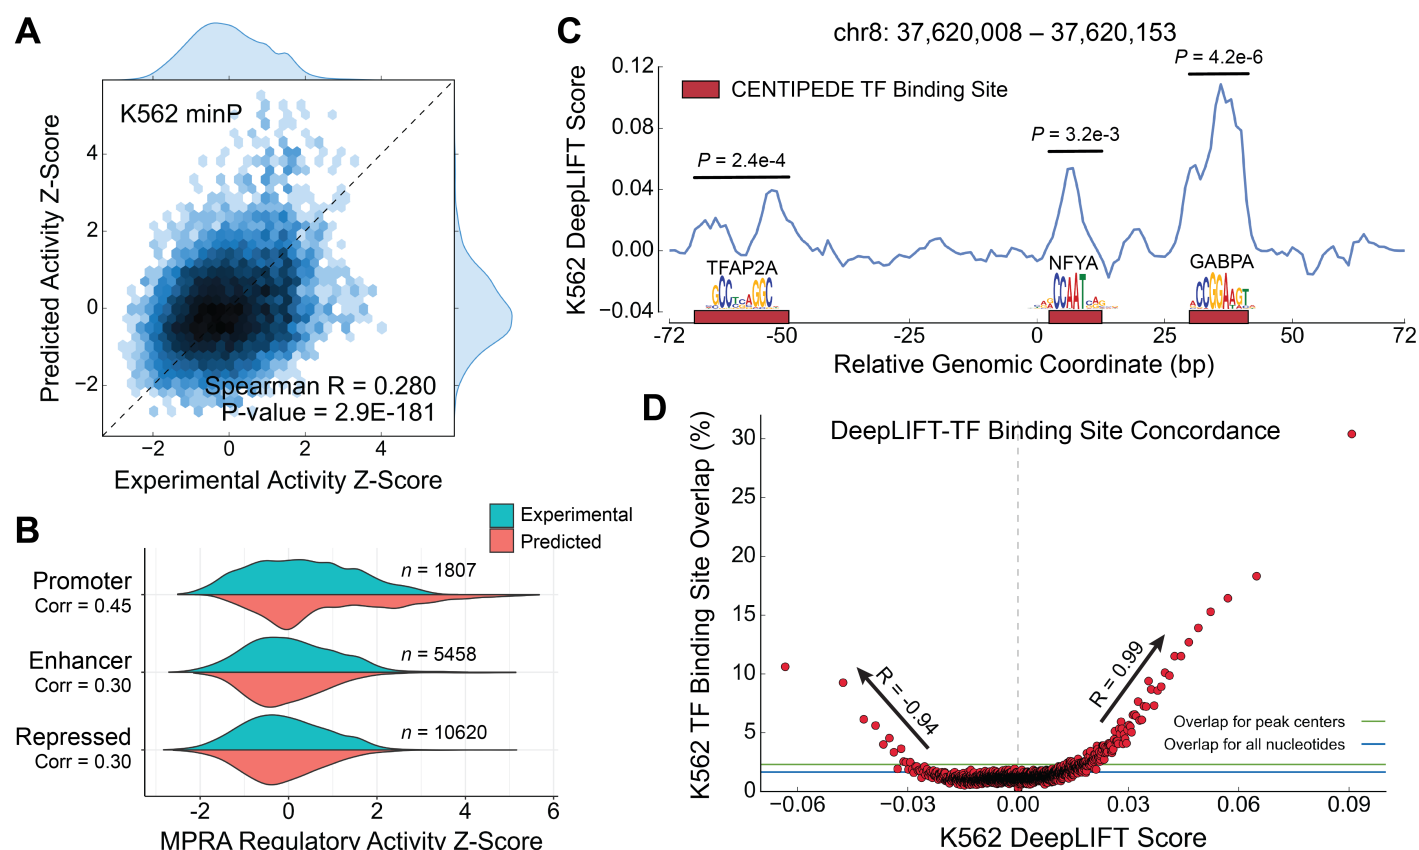 A
K562 minP
Predicted Activity Z-Score
4
2
0
−2
Spearman R = 0.280
P-value = 2.9E-181
−2
0
2
4
Experimental Activity Z-Score
B
Experimental
Predicted
Promoter
Corr = 0.45
n = 1807
Enhancer
Corr = 0.30
n = 5458
Repressed
Corr = 0.30
n = 10620
-2
0
2
4
6
MPRA Regulatory Activity Z-Score
C
chr8: 37,620,008 – 37,620,153
K562 DeepLIFT Score
0.12
0.08
0.04
0.00
−0.04
CENTIPEDE TF Binding Site
P = 2.4e-4
P = 3.2e-3
P = 4.2e-6
TFAP2A
NFYA
GABPA
GCCTCAGGC
CCAAT
ACCGGAAGT
-72
-50
-25
0
25
50
72
Relative Genomic Coordinate (bp)
D
DeepLIFT-TF Binding Site Concordance
K562 TF Binding Site Overlap (%)
30
25
20
15
10
5
0
R = -0.94
R = 0.99
Overlap for peak centers
Overlap for all nucleotides
−0.06
−0.03
0.00
0.03
0.06
0.09
K562 DeepLIFT Score